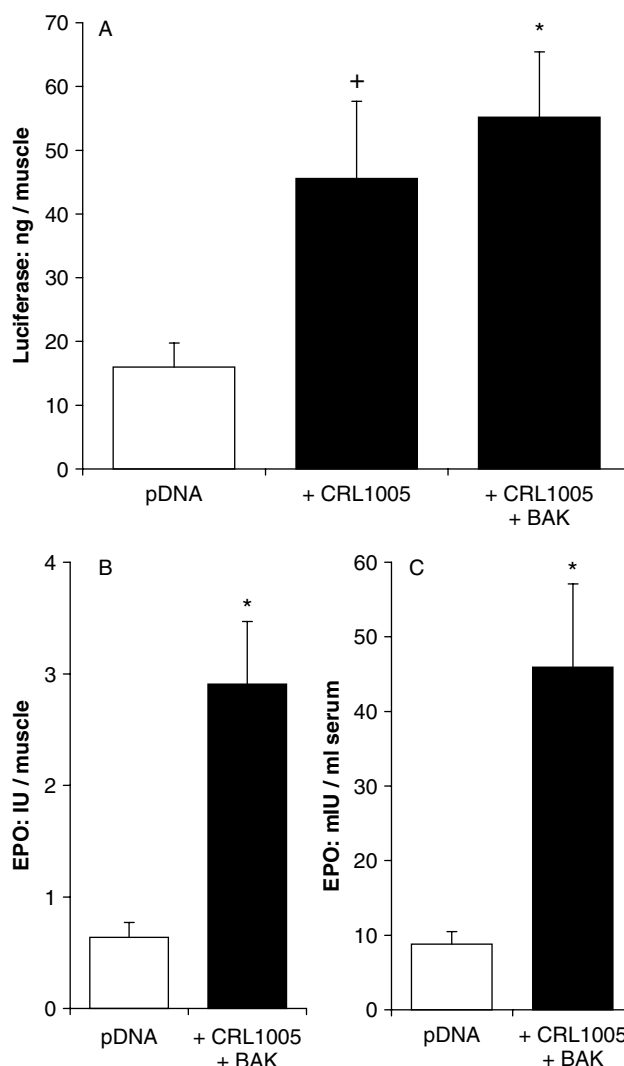 A
Luciferase: ng / muscle
70
60
50
40
30
20
10
0
+
*
pDNA
+ CRL1005
+ CRL1005
+ BAK
B
EPO: IU / muscle
4
3
2
1
0
*
pDNA
+ CRL1005
+ BAK
C
EPO: mIU / ml serum
60
50
40
30
20
10
0
*
pDNA
+ CRL1005
+ BAK